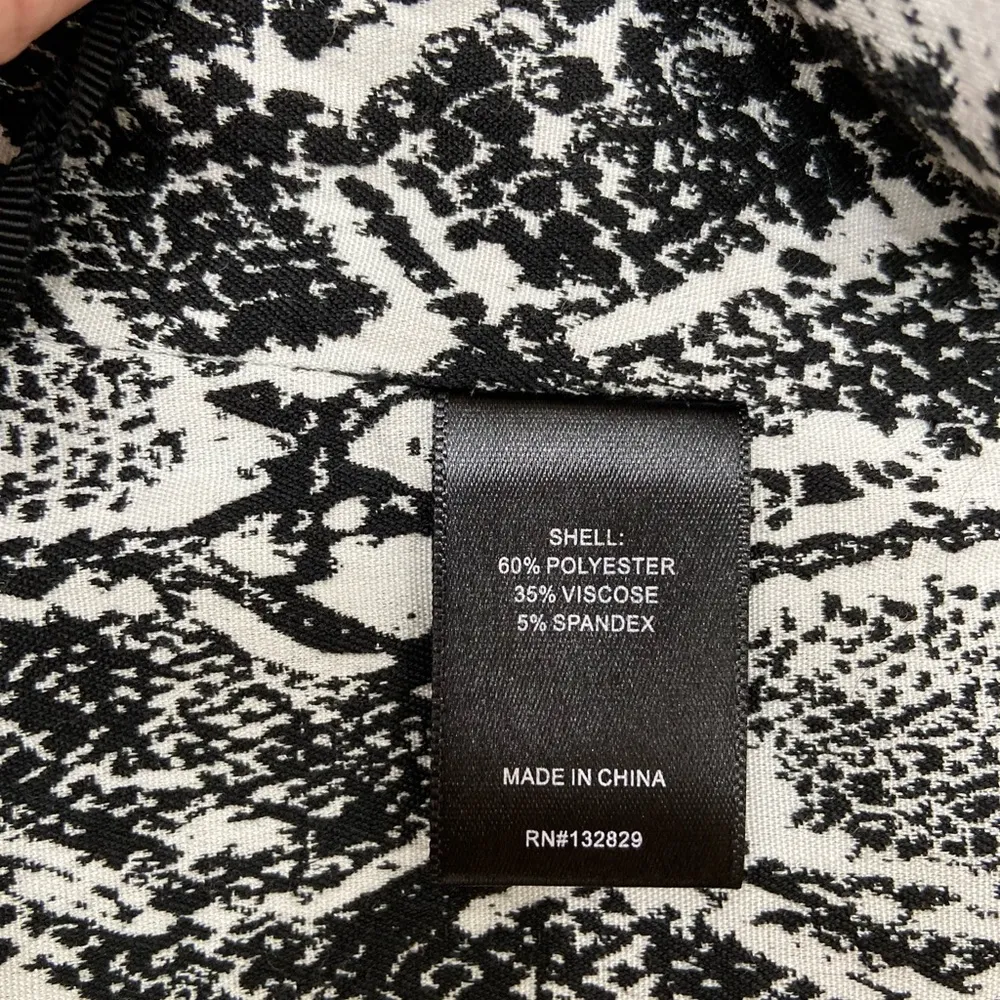 SHELL:
60% POLYESTER
35% VISCOSE
5% SPANDEX
MADE IN CHINA
RN#132829